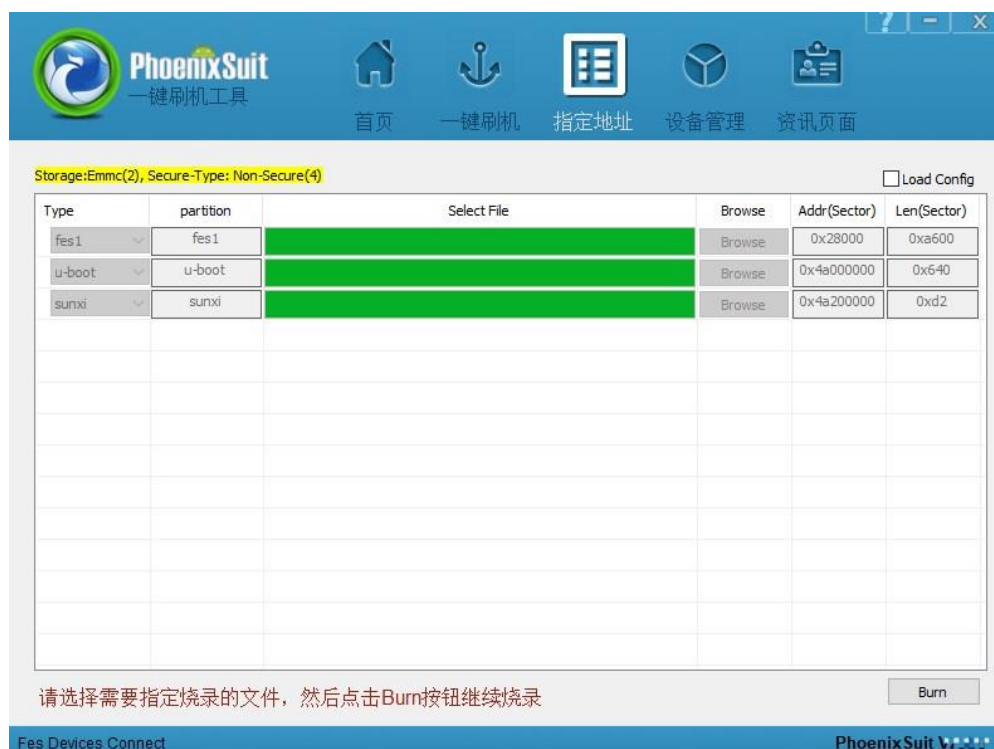 ? - X
PhoenixSuit
一键刷机工具
首页 一键刷机 指定地址 设备管理 资讯页面
Storage:Emmc(2), Secure-Type: Non-Secure(4)
Load Config
Type partition Select File Browse Addr(Sector) Len(Sector)
fes1 fes1 Browse 0x28000 0xa600
u-boot u-boot Browse 0x4a000000 0x640
sunxi sunxi Browse 0x4a200000 0xd2
请选择需要指定烧录的文件，然后点击Burn按钮继续烧录
Burn
Fes Devices Connect
PhoenixSuit